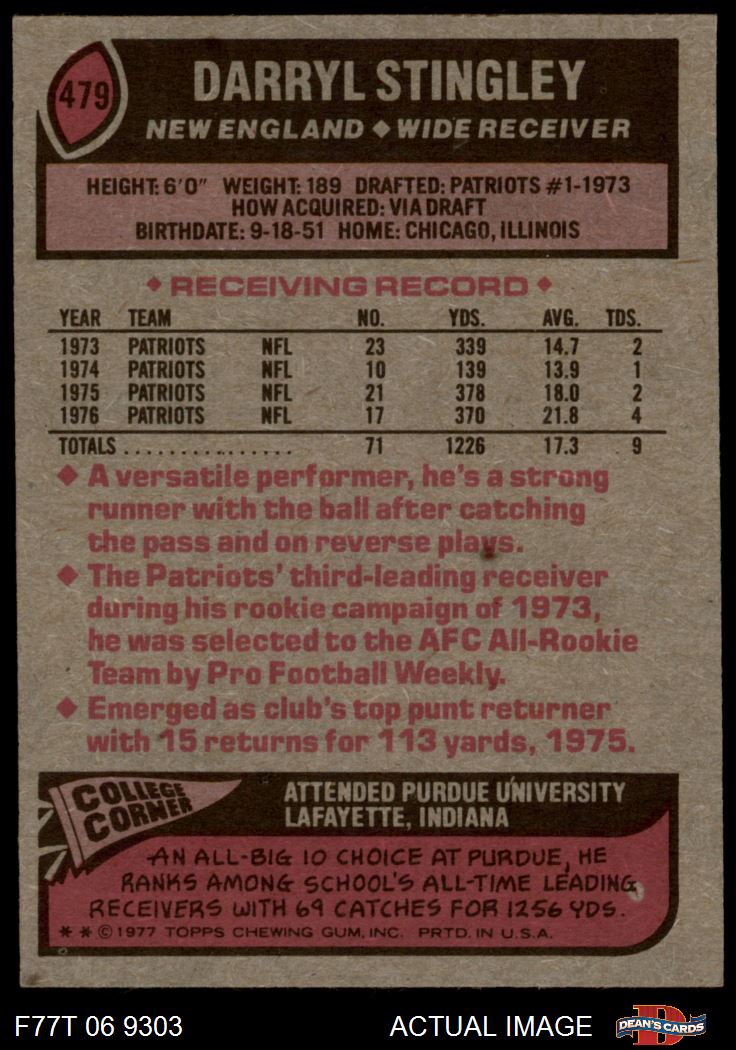 479
DARRYL STINGLEY
NEW ENGLAND ◆ WIDE RECEIVER
HEIGHT: 6'0" WEIGHT: 189 DRAFTED: PATRIOTS #1-1973
HOW ACQUIRED: VIA DRAFT
BIRTHDATE: 9-18-51 HOME: CHICAGO, ILLINOIS
◆ RECEIVING RECORD ◆
YEAR TEAM NO. YDS. AVG. TDS.
1973 PATRIOTS NFL 23 339 14.7 2
1974 PATRIOTS NFL 10 139 13.9 1
1975 PATRIOTS NFL 21 378 18.0 2
1976 PATRIOTS NFL 17 370 21.8 4
TOTALS ............... 71 1226 17.3 9
◆ A versatile performer, he's a strong
runner with the ball after catching
the pass and on reverse plays.
◆ The Patriots' third-leading receiver
during his rookie campaign of 1973,
he was selected to the AFC All-Rookie
Team by Pro Football Weekly.
◆ Emerged as club's top punt returner
with 15 returns for 113 yards, 1975.
COLLEGE
CORNER
ATTENDED PURDUE UNIVERSITY
LAFAYETTE, INDIANA
AN ALL-BIG 10 CHOICE AT PURDUE, HE
RANKS AMONG SCHOOL'S ALL-TIME LEADING
RECEIVERS WITH 69 CATCHES FOR 1256 YDS.
* * © 1977 TOPPS CHEWING GUM, INC. PRTD. IN U.S.A.
F77T 06 9303 ACTUAL IMAGE DEAN'S CARDS